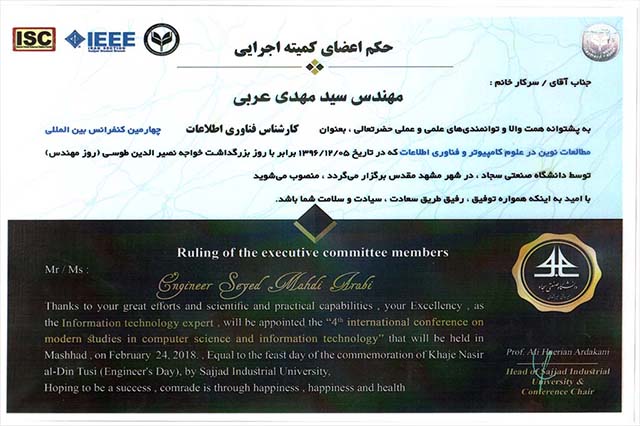 ISC
IEEE
IRAN SECTION
حکم اعضای کمیته اجرایی
جناب آقای / سرکار خانم :
مهندس سید مهدی عربی
به پشتوانه همت والا و توانمندی‌های علمی و عملی حضرتعالی ، بعنوان کارشناس فناوری اطلاعات چهارمین کنفرانس بین المللی
مطالعات نوین در علوم کامپیوتر و فناوری اطلاعات که در تاریخ ۱۳۹۶/۱۲/۰۵ برابر با روز بزرگداشت خواجه نصیر الدین طوسی (روز مهندس)
توسط دانشگاه صنعتی سجاد ، در شهر مشهد مقدس برگزار می‌گردد ، منصوب می‌شوید
با امید به اینکه همواره توفیق ، رفیق طریق سعادت ، سیادت و سلامت شما باشد.
Ruling of the executive committee members
Mr / Ms :
Engineer Seyed Mahdi Arabi
Thanks to your great efforts and scientific and practical capabilities , your Excellency , as
the Information technology expert , will be appointed the “4th international conference on
modern studies in computer science and information technology” that will be held in
Mashhad , on February 24, 2018. , Equal to the feast day of the commemoration of Khaje Nasir
al-Din Tusi (Engineer's Day), by Sajjad Industrial University.
Hoping to be a success , comrade is through happiness , happiness and health
دانشگاه صنعتی سجاد
Prof. Ali Haerian Ardakani
Head of Sajjad Industrial
University &
Conference Chair